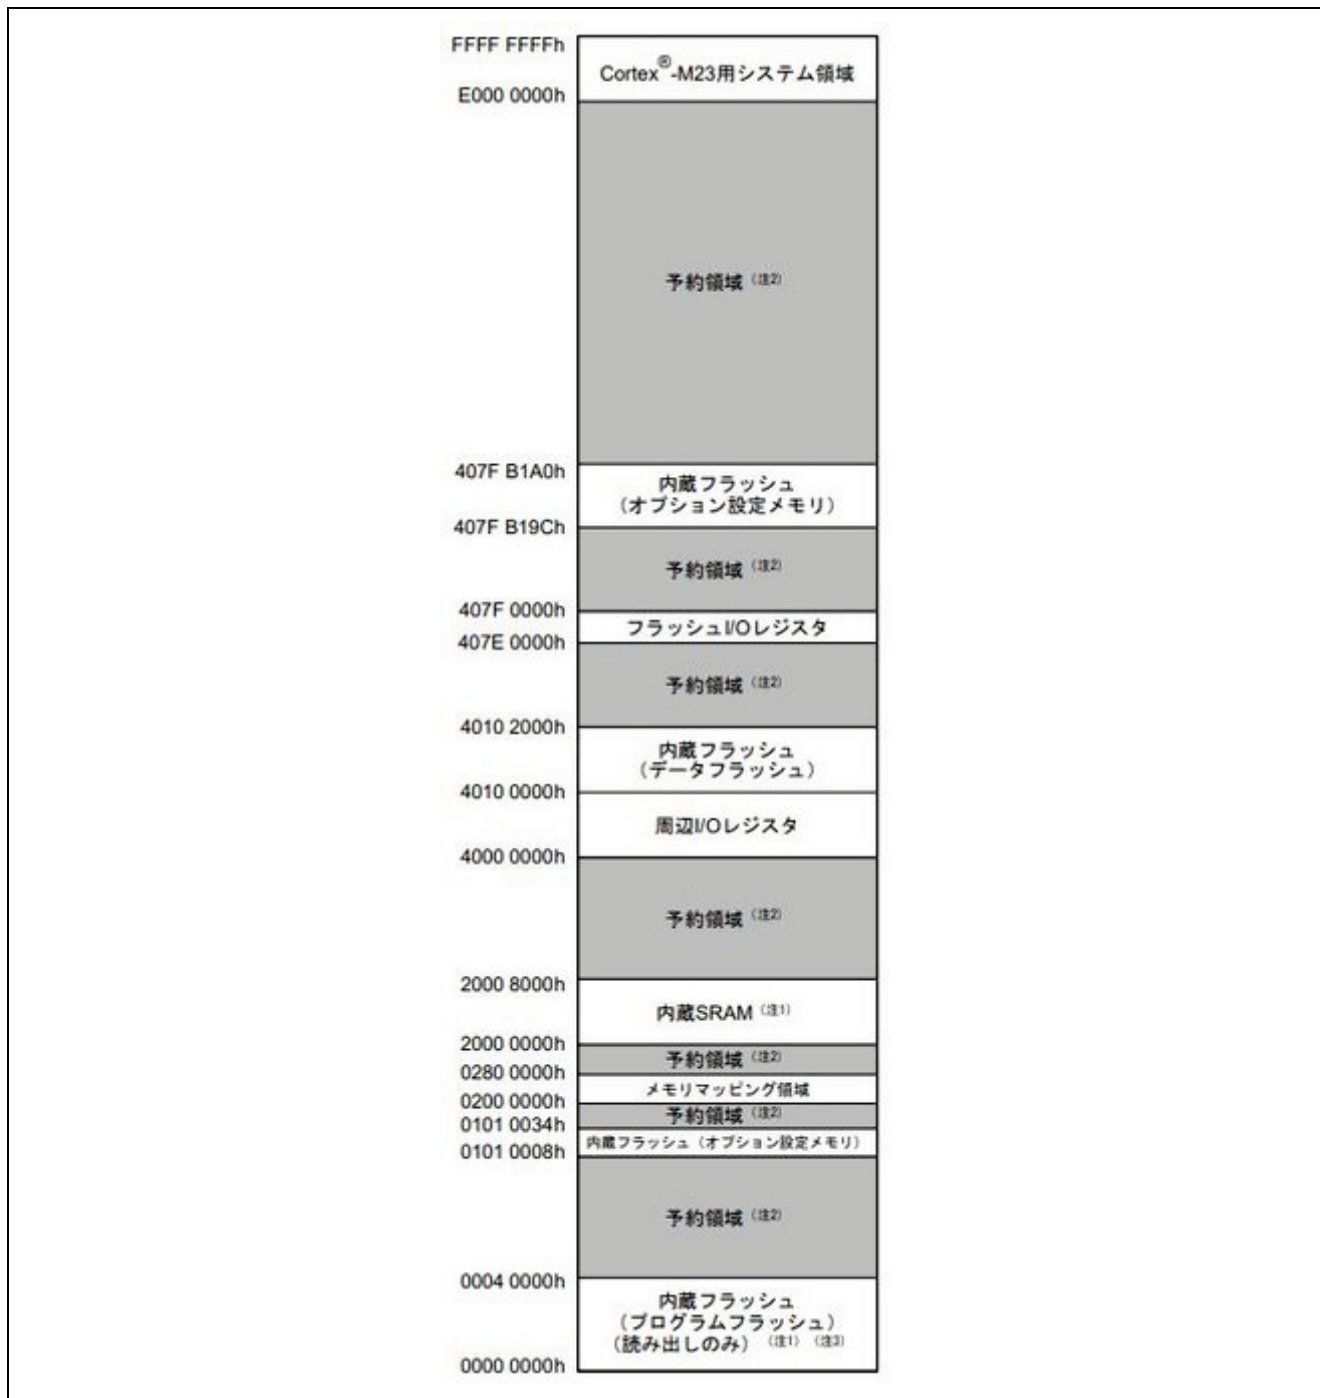 FFFF FFFFh
Cortex®-M23用システム領域
E000 0000h
予約領域 (注2)
407F B1A0h
内蔵フラッシュ
(オプション設定メモリ)
407F B19Ch
予約領域 (注2)
407F 0000h
フラッシュI/Oレジスタ
407E 0000h
予約領域 (注2)
4010 2000h
内蔵フラッシュ
(データフラッシュ)
4010 0000h
周辺I/Oレジスタ
4000 0000h
予約領域 (注2)
2000 8000h
内蔵SRAM (注1)
2000 0000h
予約領域 (注2)
0280 0000h
メモリマッピング領域
0200 0000h
予約領域 (注2)
0101 0034h
内蔵フラッシュ (オプション設定メモリ)
0101 0008h
予約領域 (注2)
0004 0000h
内蔵フラッシュ
(プログラムフラッシュ)
(読み出しのみ) (注1) (注3)
0000 0000h